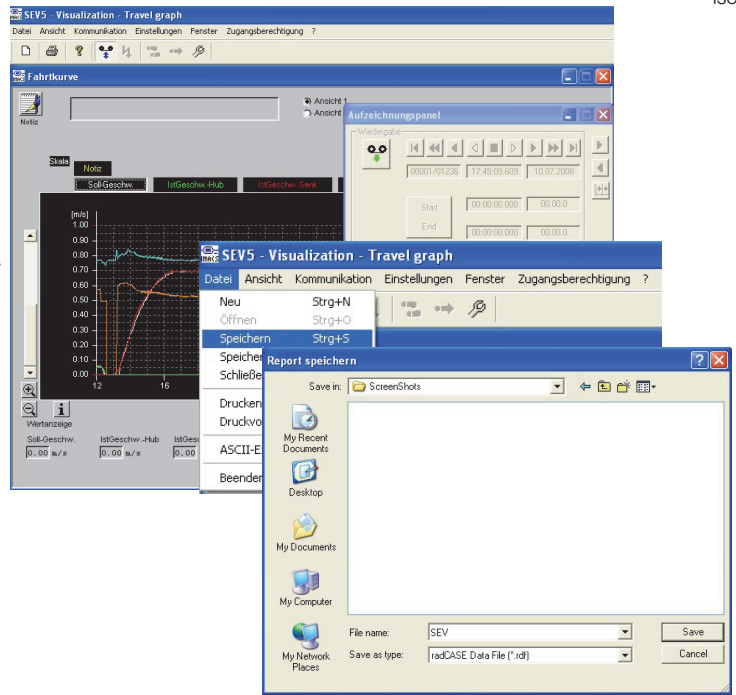 SEV5 - Visualization - Travel graph
Datei Ansicht Kommunikation Einstellungen Fenster Zugangsberechtigung ?
Fahrtkurve
Notiz
Ansicht 1
Ansicht
Aufzeichnungspanel
Wiedergabe
00001/01236 17:45:09.609 10.07.2008
Start 00:00:00.000 00.00.0
End 00:00:00.000 00.00.0
Skala
Notiz
Soll-Geschw. IstGeschw.-Hub IstGeschw.-Senk
[m/s]
1.00
0.90
0.80
0.70
0.60
0.50
0.40
0.30
0.20
0.10
0.00
12 16
Wertanzeige
Soll-Geschw. IstGeschw.-Hub IstGes
0.00 m/s 0.00 m/s 0.00
SEV5 - Visualization - Travel graph
Datei Ansicht Kommunikation Einstellungen Fenster Zugangsberechtigung ?
Neu Strg+N
Öffnen Strg+O
Speichern Strg+S
Speicher
Schließe
Drucken
Druckvo
ASCII-E
Beenden
Report speichern
Save in: ScreenShots
My Recent Documents
Desktop
My Documents
My Computer
My Network Places
File name: SEV Save
Save as type: radCASE Data File (*.rdf) Cancel